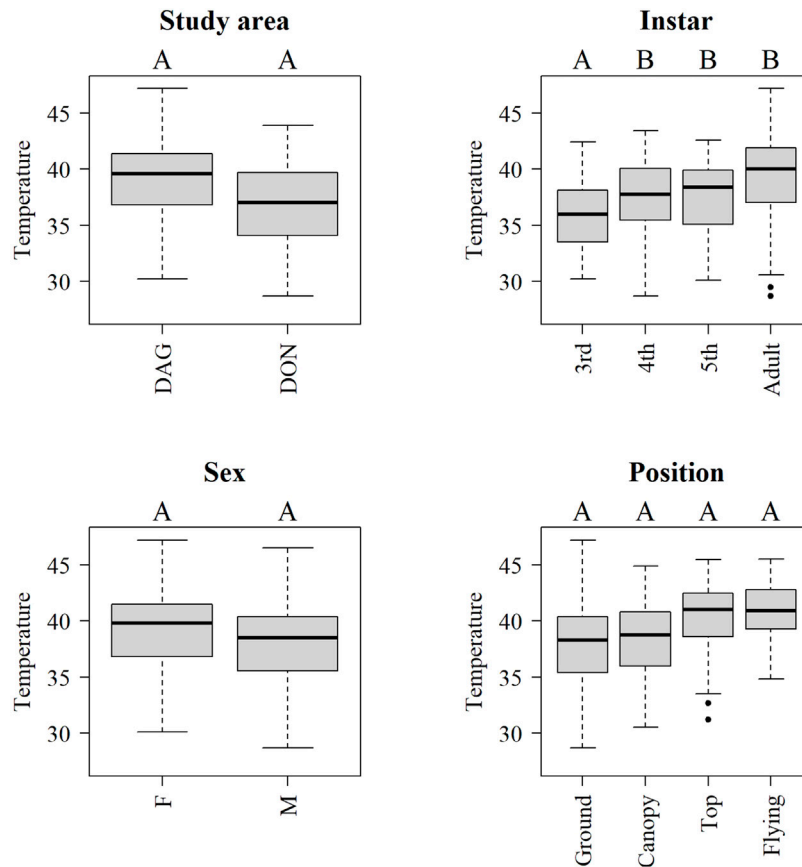 Study area
A A
Temperature
45
40
35
30
DAG DON
Instar
A B B B
Temperature
45
40
35
30
3rd 4th 5th Adult
Sex
A A
Temperature
45
40
35
30
F M
Position
A A A A
Temperature
45
40
35
30
Ground Canopy Top Flying